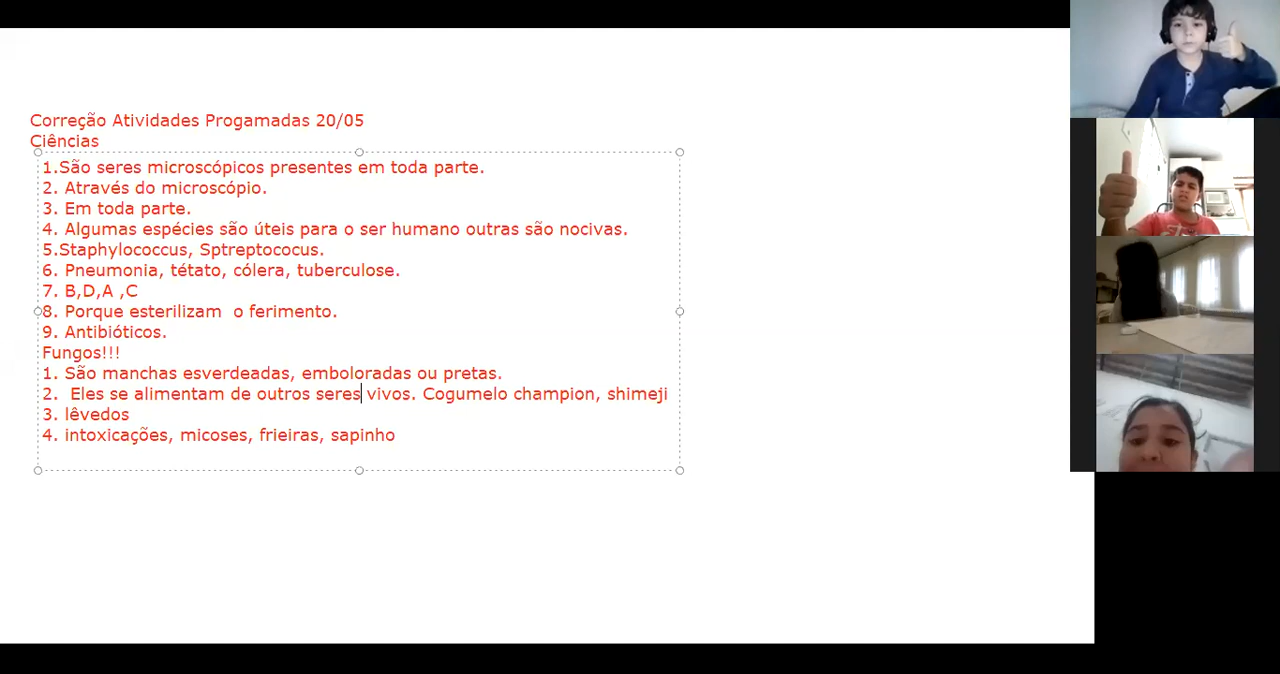 Correção Atividades Progamadas 20/05
Ciências
1.São seres microscópicos presentes em toda parte.
2. Através do microscópio.
3. Em toda parte.
4. Algumas espécies são úteis para o ser humano outras são nocivas.
5.Staphylococcus, Sptreptococus.
6. Pneumonia, tétato, cólera, tuberculose.
7. B,D,A ,C
8. Porque esterilizam  o ferimento.
9. Antibióticos.
Fungos!!!
1. São manchas esverdeadas, emboloradas ou pretas.
2.  Eles se alimentam de outros seres vivos. Cogumelo champion, shimeji
3. lêvedos
4. intoxicações, micoses, frieiras, sapinho